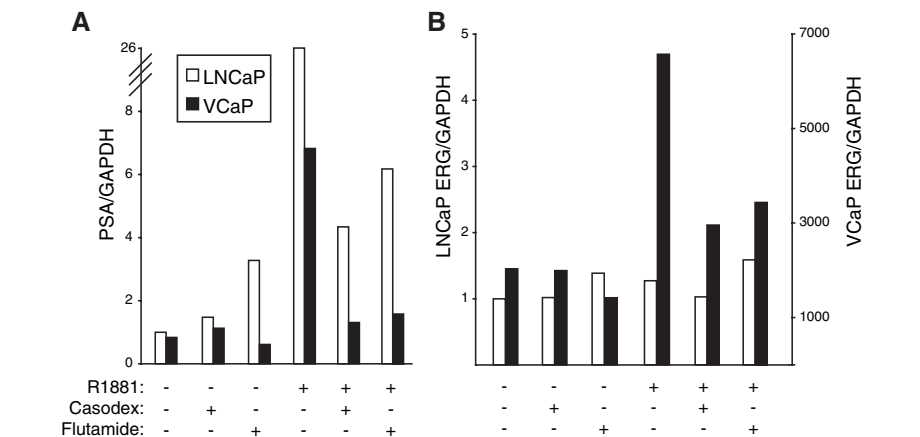 A
B
26
8
6
4
2
0
PSA/GAPDH
LNCaP
VCaP
5
4
3
2
1
LNCaP ERG/GAPDH
7000
5000
3000
1000
VCaP ERG/GAPDH
R1881: - - - + + + - - - + + +
Casodex: - + - - + - - + - - + -
Flutamide: - - + - - + - - + - - +